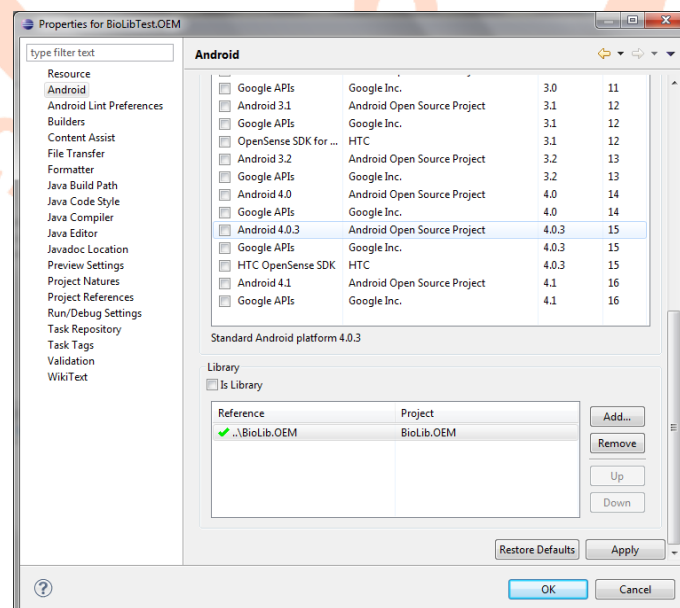 Properties for BioLibTest.OEM
type filter text
Resource
Android
Android Lint Preferences
Builders
Content Assist
File Transfer
Formatter
Java Build Path
Java Code Style
Java Compiler
Java Editor
Javadoc Location
Preview Settings
Project Natures
Project References
Run/Debug Settings
Task Repository
Task Tags
Validation
WikiText
Android
Google APIs Google Inc. 3.0 11
Android 3.1 Android Open Source Project 3.1 12
Google APIs Google Inc. 3.1 12
OpenSense SDK for ... HTC 3.1 12
Android 3.2 Android Open Source Project 3.2 13
Google APIs Google Inc. 3.2 13
Android 4.0 Android Open Source Project 4.0 14
Google APIs Google Inc. 4.0 14
Android 4.0.3 Android Open Source Project 4.0.3 15
Google APIs Google Inc. 4.0.3 15
HTC OpenSense SDK HTC 4.0.3 15
Android 4.1 Android Open Source Project 4.1 16
Google APIs Google Inc. 4.1 16
Standard Android platform 4.0.3
Library
Is Library
Reference Project
..\BioLib.OEM BioLib.OEM
Add...
Remove
Up
Down
Restore Defaults Apply
OK Cancel